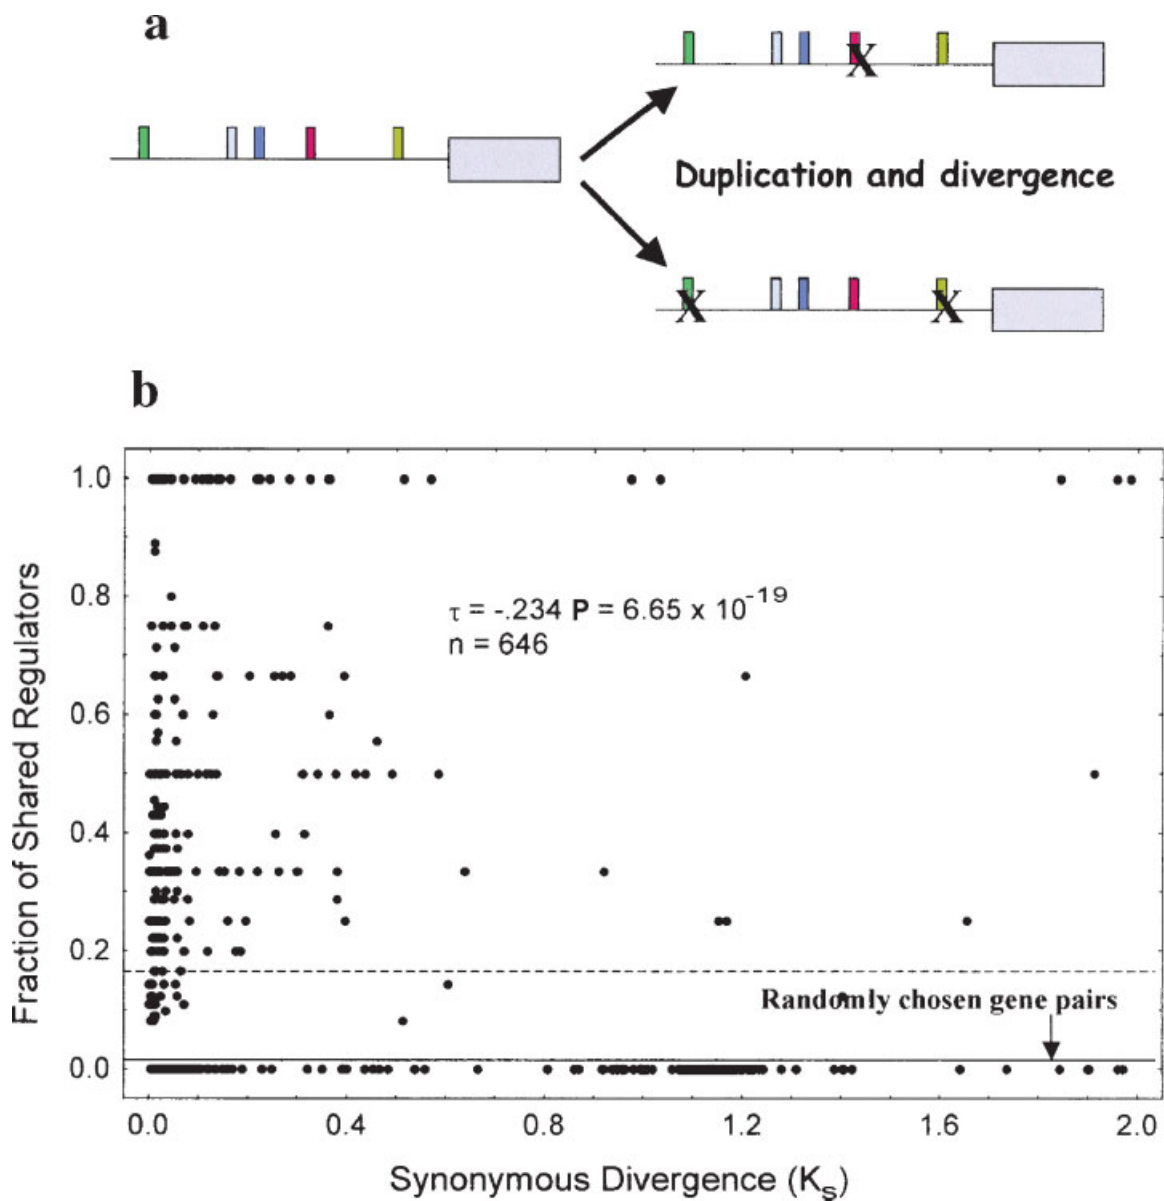 a
X
Duplication and divergence
X X
b
1.0
0.8
0.6
0.4
0.2
0.0
Fraction of Shared Regulators
τ = -.234 P = 6.65 x 10⁻¹⁹
n = 646
Randomly chosen gene pairs
0.0 0.4 0.8 1.2 1.6 2.0
Synonymous Divergence (Kₛ)